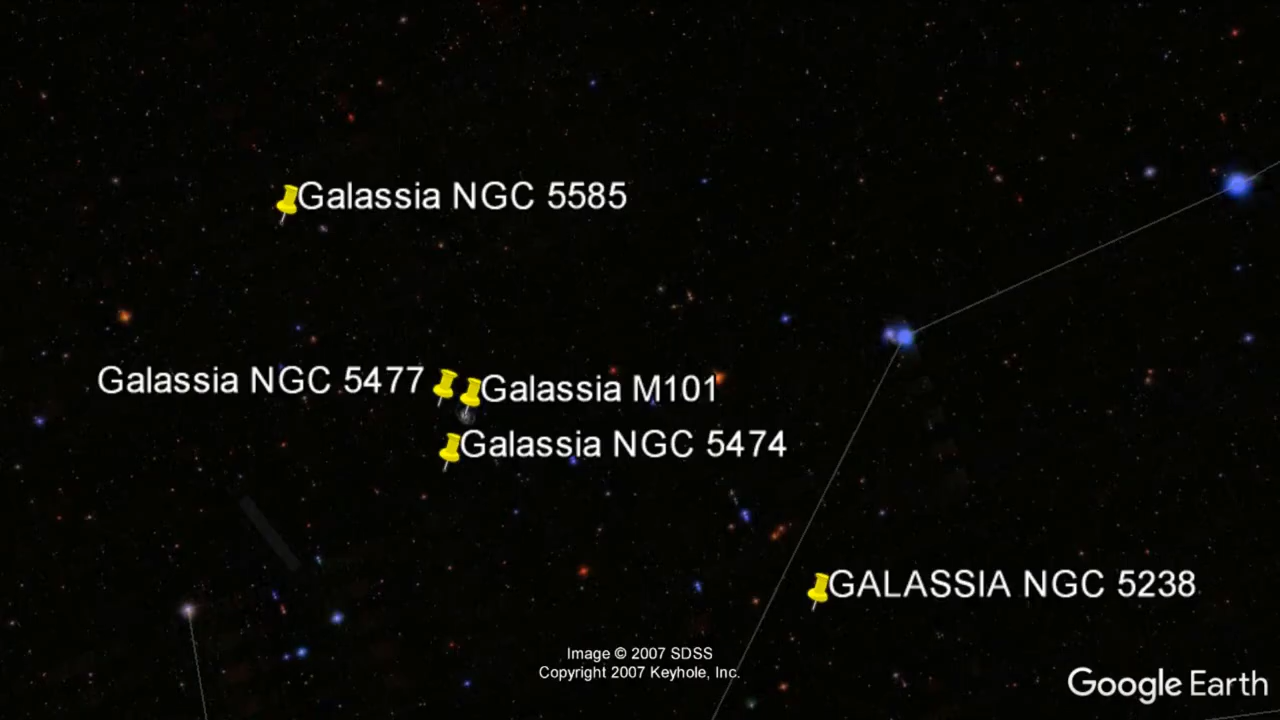 Galassia NGC 5585
Galassia NGC 5477
Galassia M101
Galassia NGC 5474
GALASSIA NGC 5238
Image © 2007 SDSS
Copyright 2007 Keyhole, Inc.
Google Earth